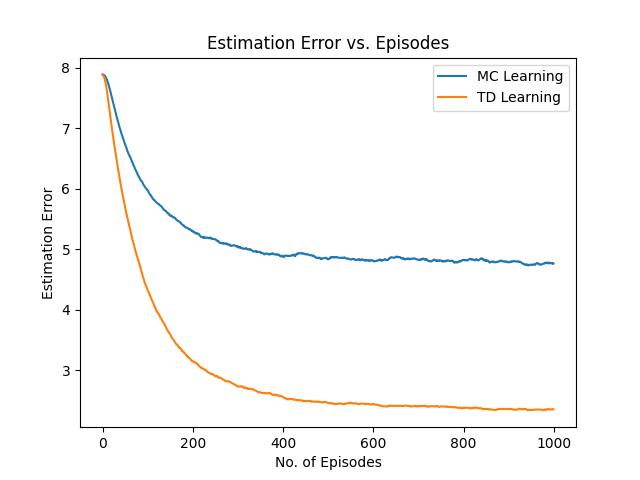 Estimation Error vs. Episodes
MC Learning
TD Learning
Estimation Error
8
7
6
5
4
3
0 200 400 600 800 1000
No. of Episodes